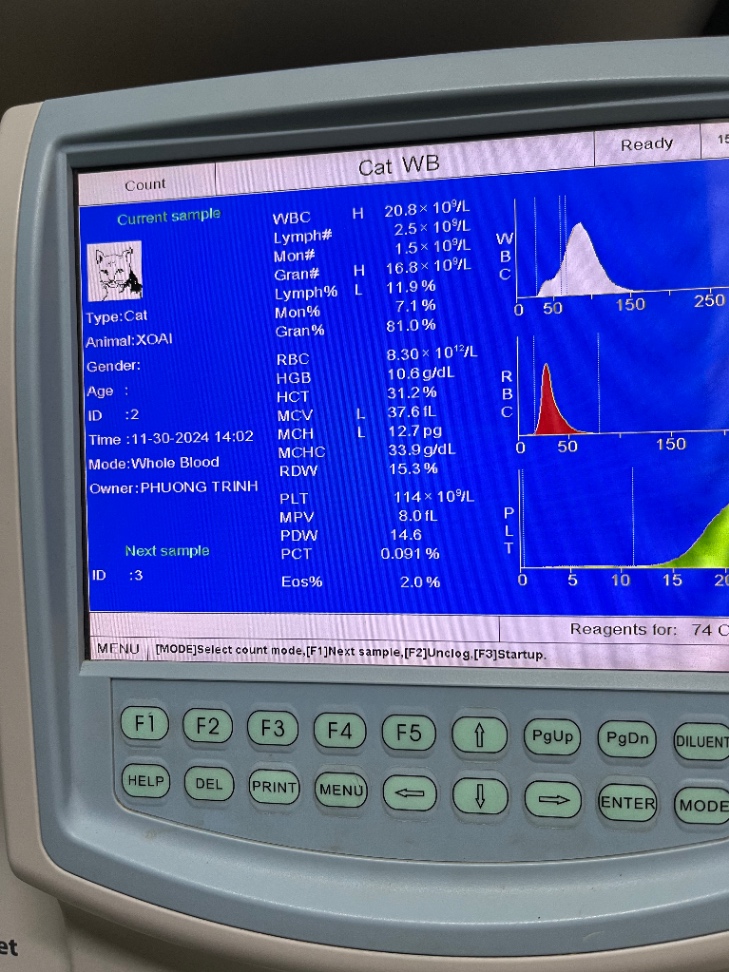 Count Cat WB Ready 15
Current sample
Type:Cat
Animal:XOAI
Gender:
Age :
ID :2
Time :11-30-2024 14:02
Mode:Whole Blood
Owner:PHUONG TRINH
Next sample
ID :3
WBC H 20.8 × 10⁹/L
Lymph# 2.5 × 10⁹/L
Mon# 1.5 × 10⁹/L
Gran# H 16.8 × 10⁹/L
Lymph% L 11.9 %
Mon% 7.1 %
Gran% 81.0 %
RBC 8.30 × 10¹²/L
HGB 10.6 g/dL
HCT 31.2 %
MCV L 37.6 fL
MCH L 12.7 pg
MCHC 33.9 g/dL
RDW 15.3 %
PLT 114 × 10⁹/L
MPV 8.0 fL
PDW 14.6
PCT 0.091 %
Eos% 2.0 %
WBC
0 50 150 250
RBC
0 50 150
PLT
0 5 10 15 20
Reagents for: 74 C
MENU [MODE]Select count mode,[F1]Next sample,[F2]Unclog.[F3]Startup.
F1 F2 F3 F4 F5 ⇧ PgUp PgDn DILUENT
HELP DEL PRINT MENU ⇦ ⇩ ⇨ ENTER MODE
et